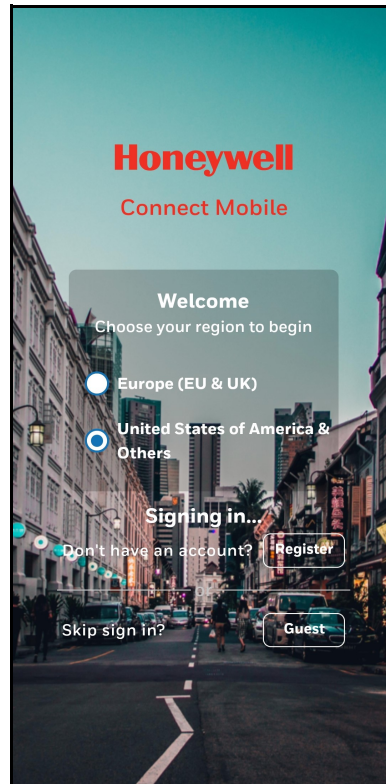 Honeywell
Connect Mobile
Welcome
Choose your region to begin
Europe (EU & UK)
United States of America &
Others
Signing in...
Don't have an account? Register
or
Skip sign in? Guest